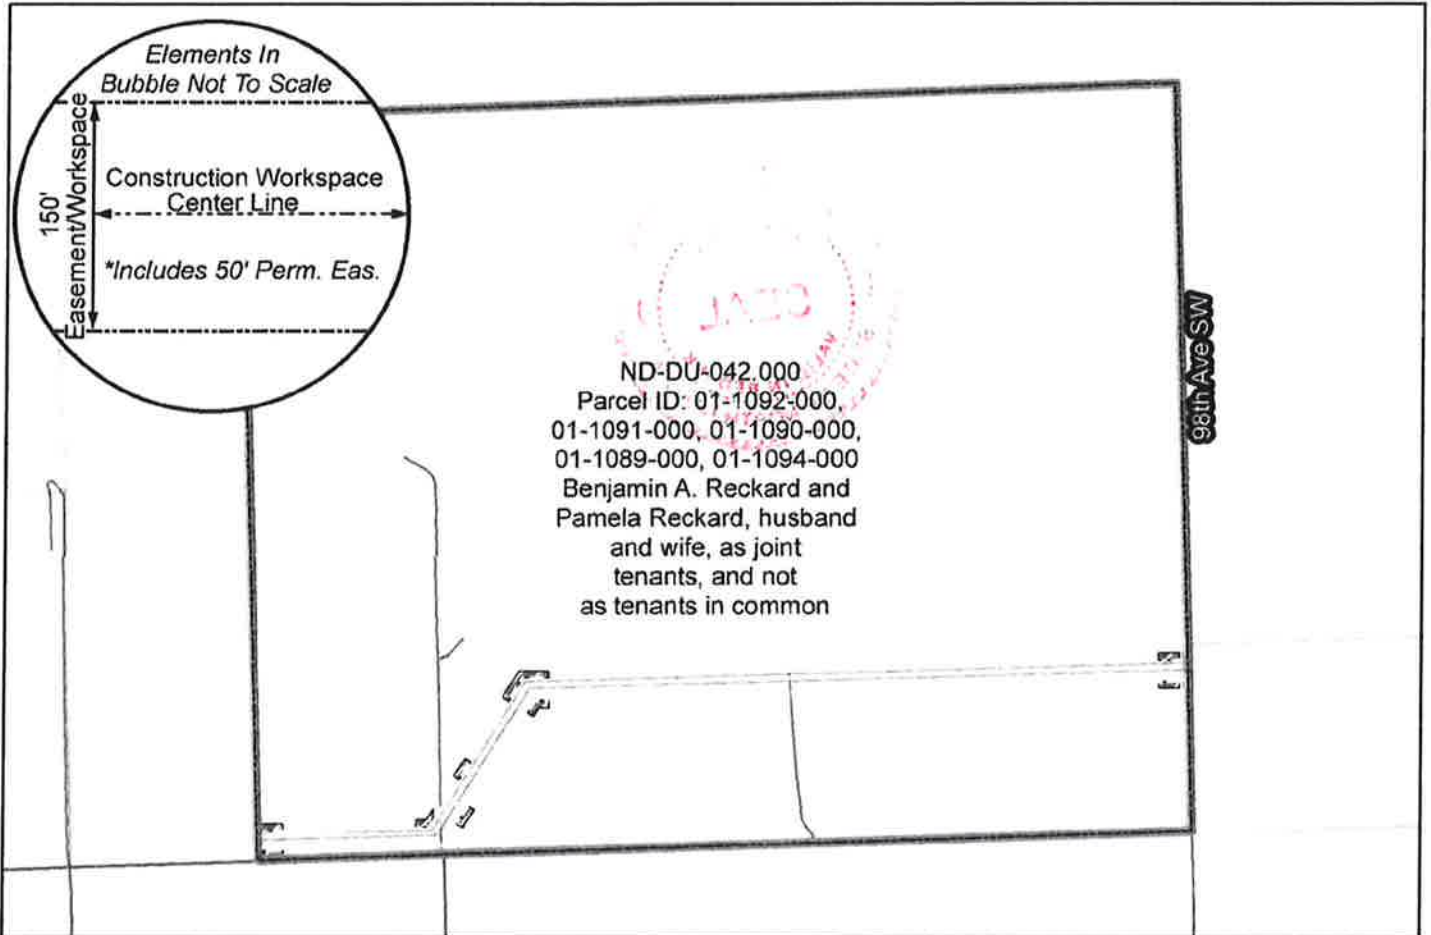 Elements In
Bubble Not To Scale
150'
Easement/Workspace
Construction Workspace
Center Line
*Includes 50' Perm. Eas.
ND-DU-042.000
Parcel ID: 01-1092-000,
01-1091-000, 01-1090-000,
01-1089-000, 01-1094-000
Benjamin A. Reckard and
Pamela Reckard, husband
and wife, as joint
tenants, and not
as tenants in common
98th Ave SW